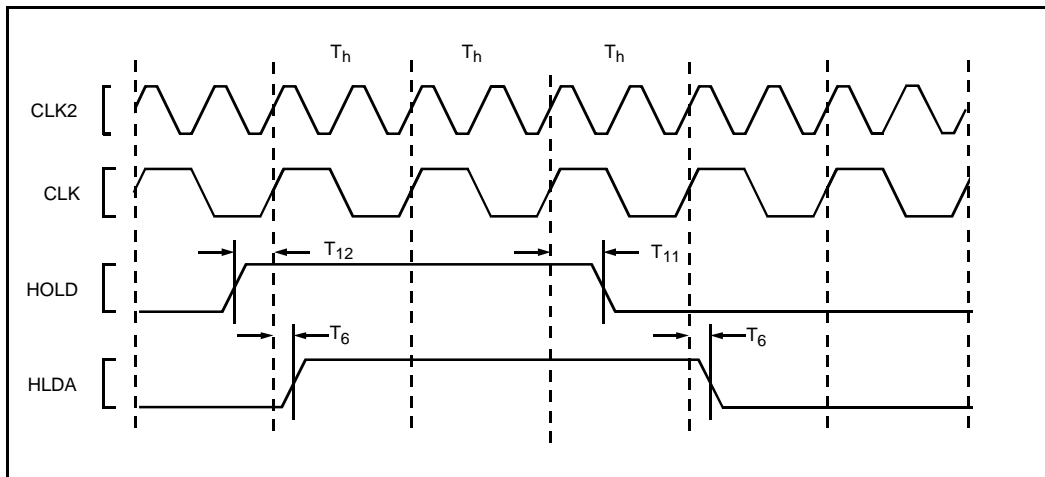 T_h T_h T_h
CLK2
CLK
T_12 T_11
HOLD
T_6 T_6
HLDA